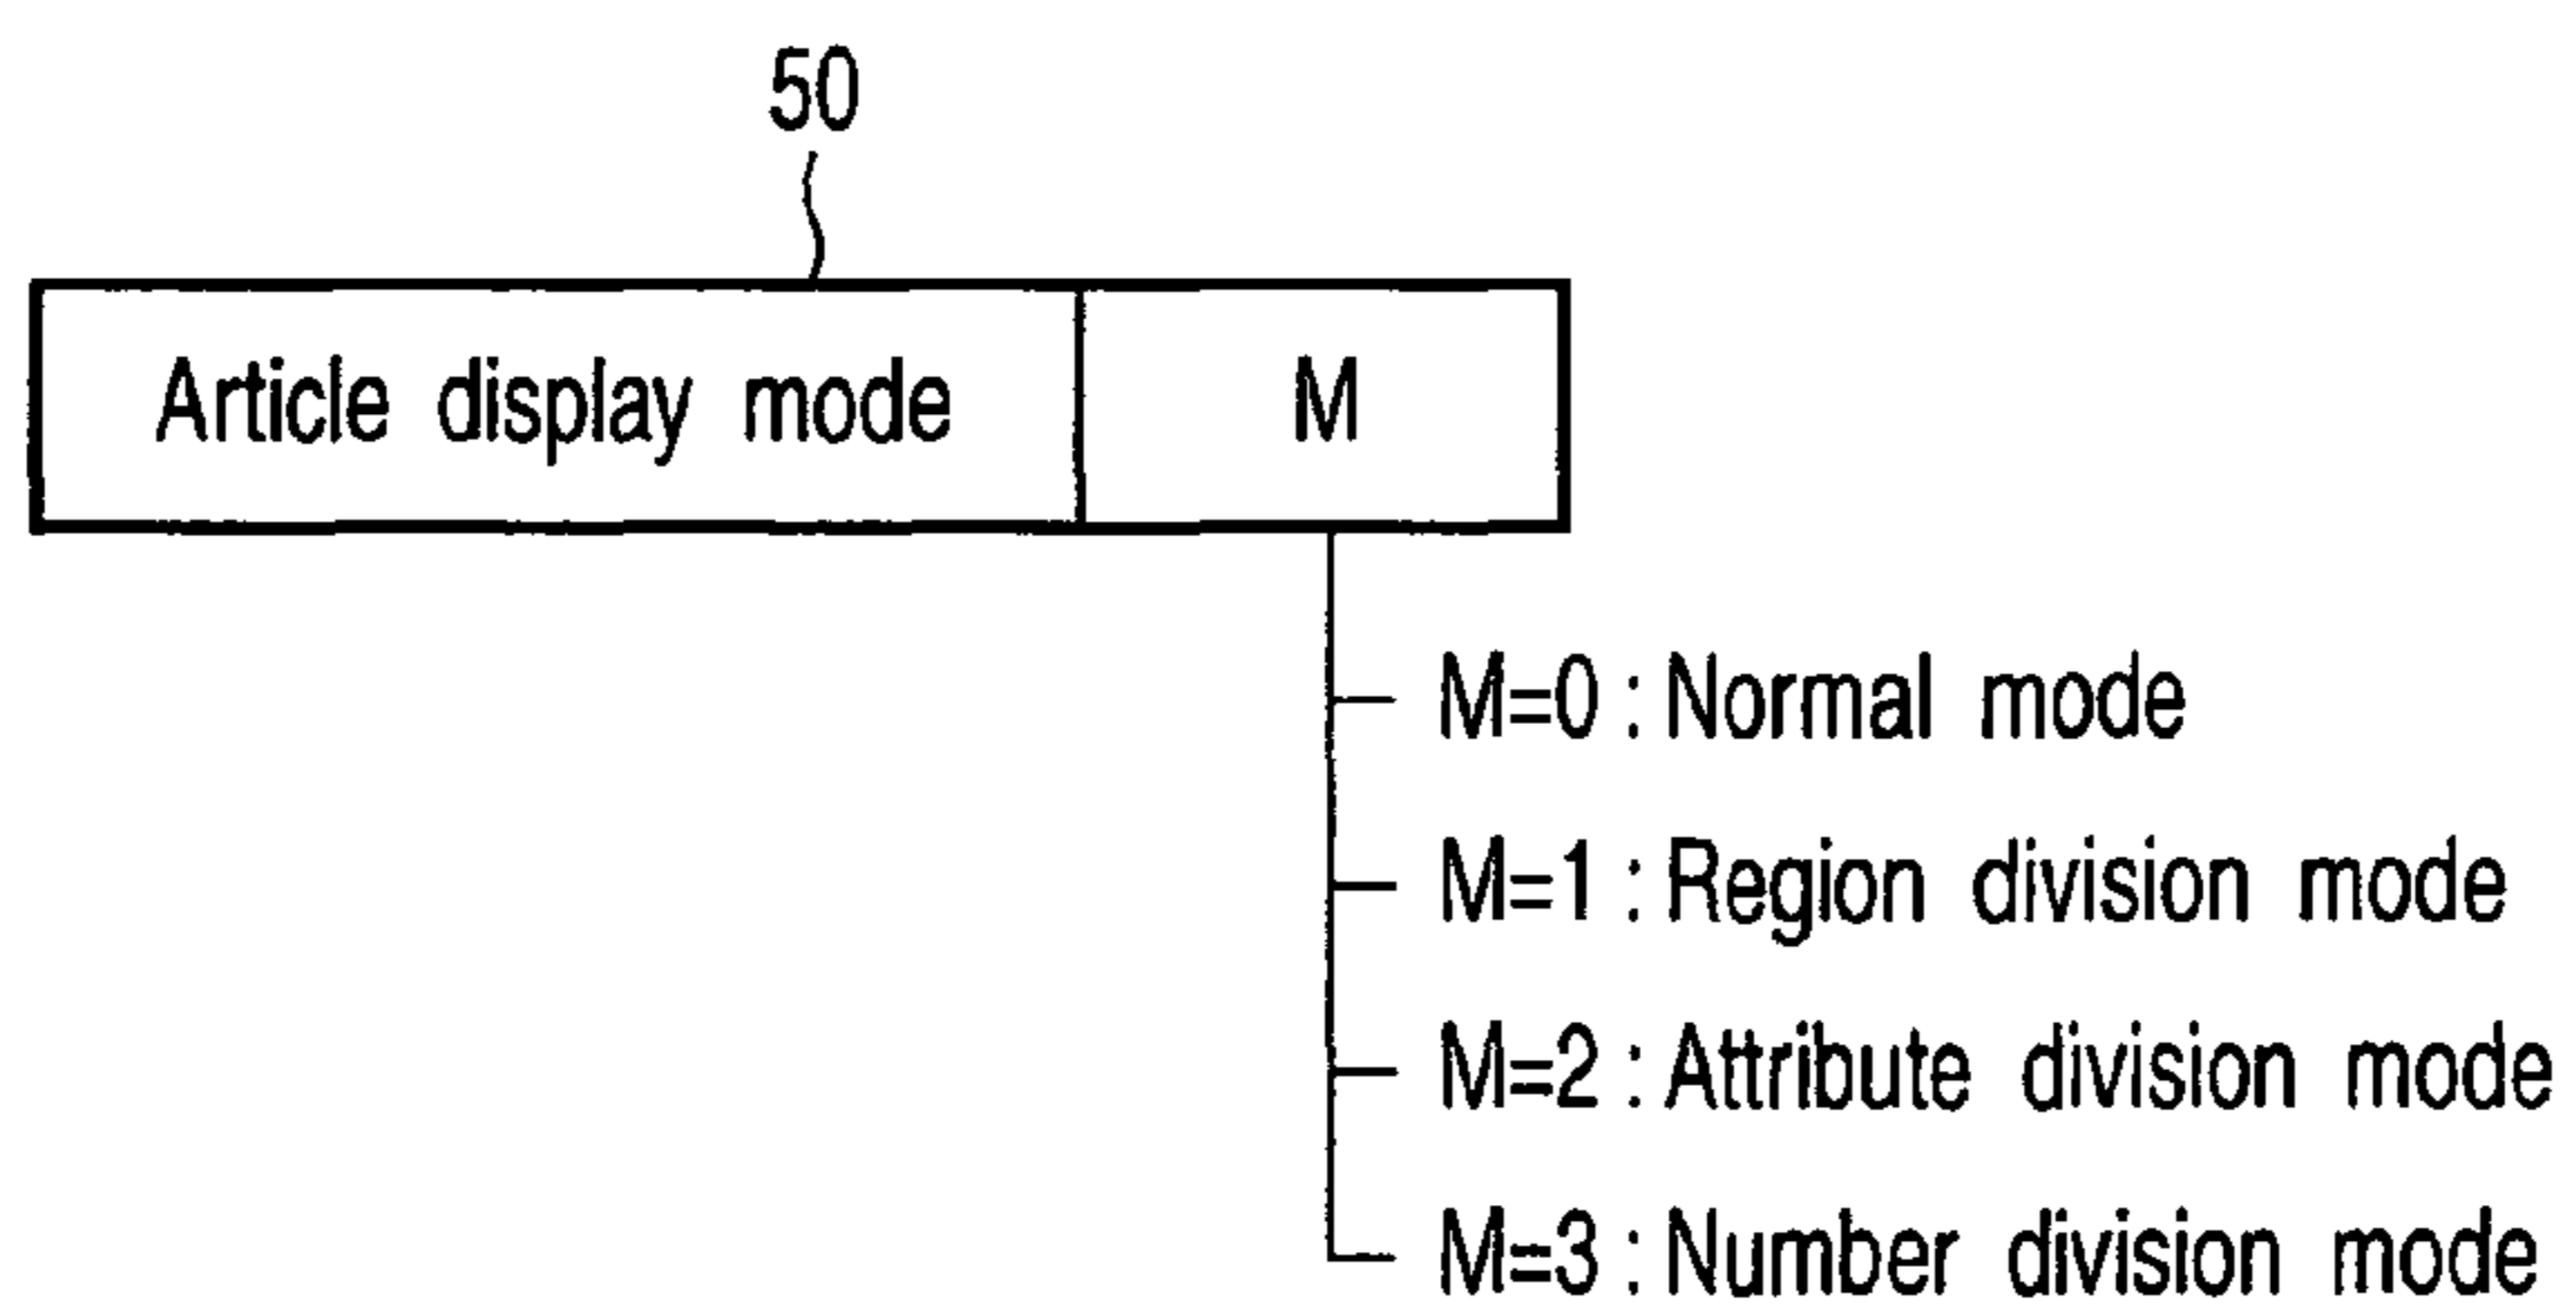 50
Article display mode M
M=0 : Normal mode
M=1 : Region division mode
M=2 : Attribute division mode
M=3 : Number division mode